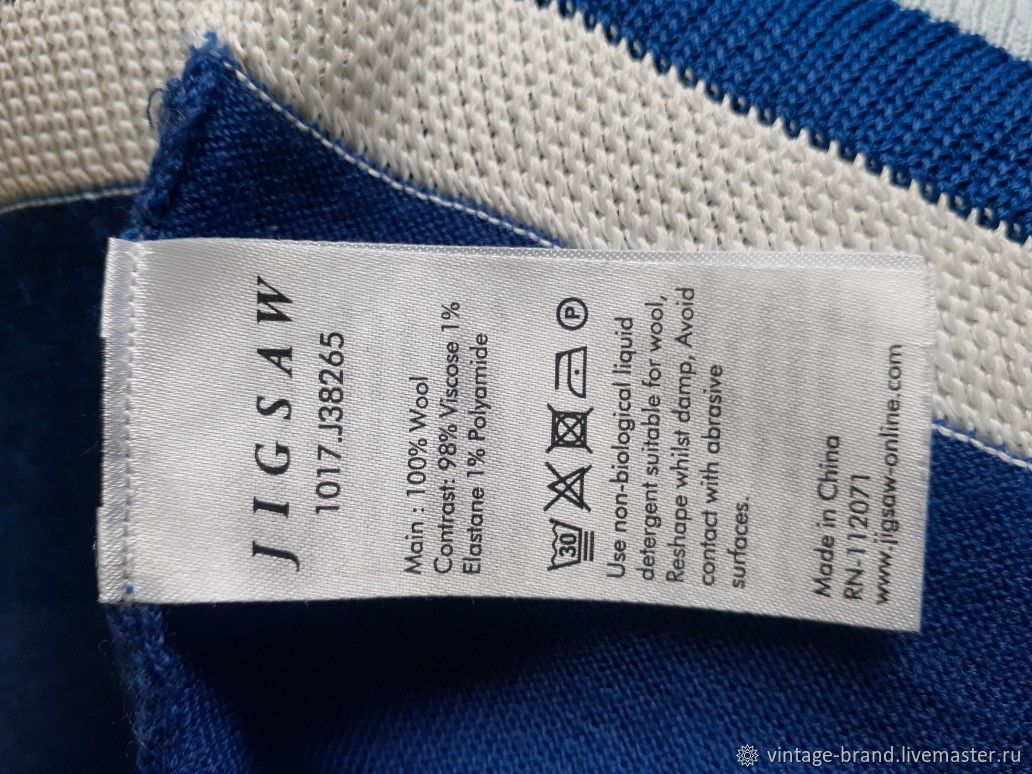 JIGSAW
1017.J38265
Main : 100% Wool
Contrast: 98% Viscose 1%
Elastane 1% Polyamide
30 P
Use non-biological liquid
detergent suitable for wool,
Reshape whilst damp, Avoid
contact with abrasive
surfaces.
Made in China
RN-112071
www.jigsaw-online.com
vintage-brand.livemaster.ru